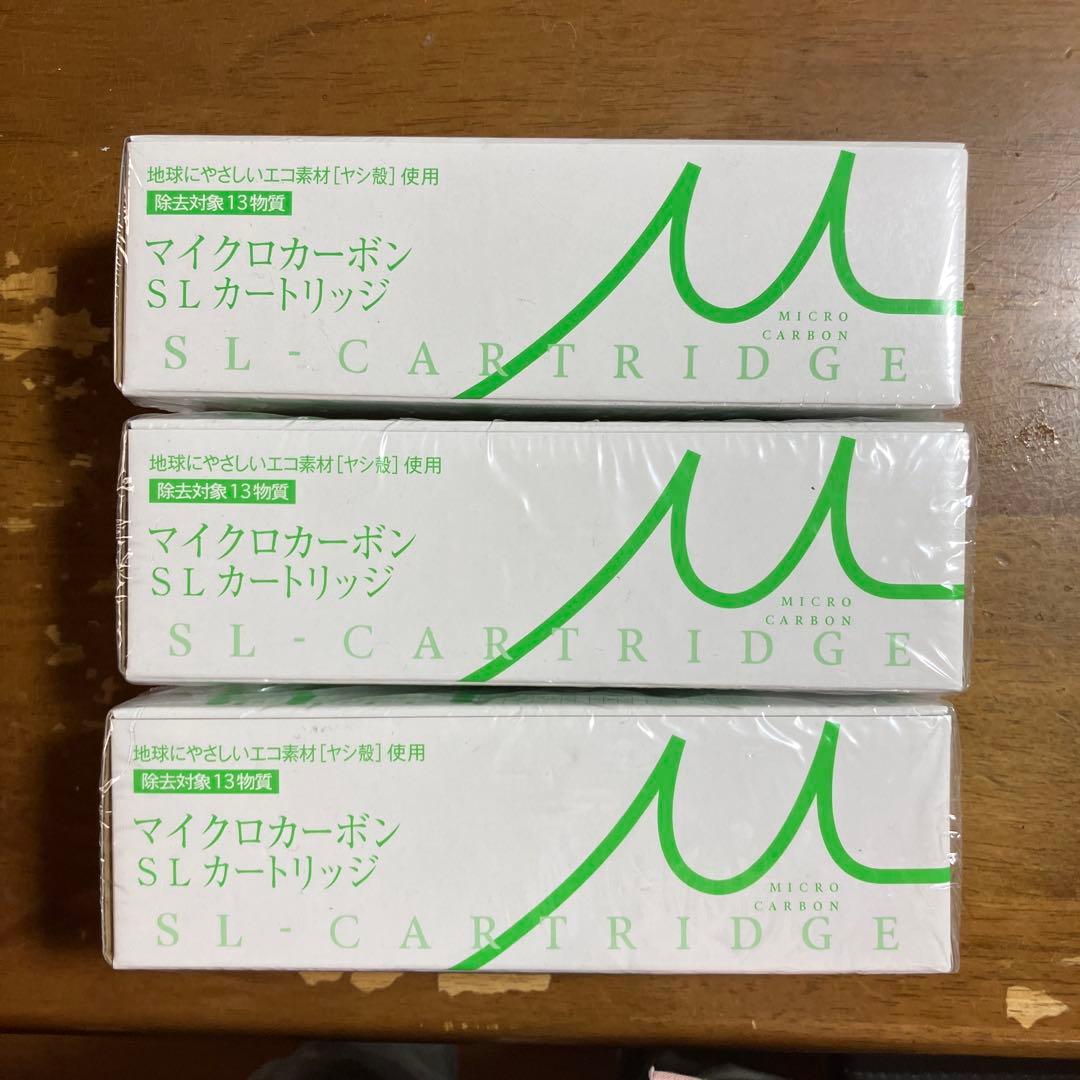 地球にやさしいエコ素材［ヤシ殻］使用
除去対象13物質
マイクロカーボン
SLカートリッジ
MICRO
CARBON
SL-CARTRIDGE
地球にやさしいエコ素材［ヤシ殻］使用
除去対象13物質
マイクロカーボン
SLカートリッジ
MICRO
CARBON
SL-CARTRIDGE
地球にやさしいエコ素材［ヤシ殻］使用
除去対象13物質
マイクロカーボン
SLカートリッジ
MICRO
CARBON
SL-CARTRIDGE